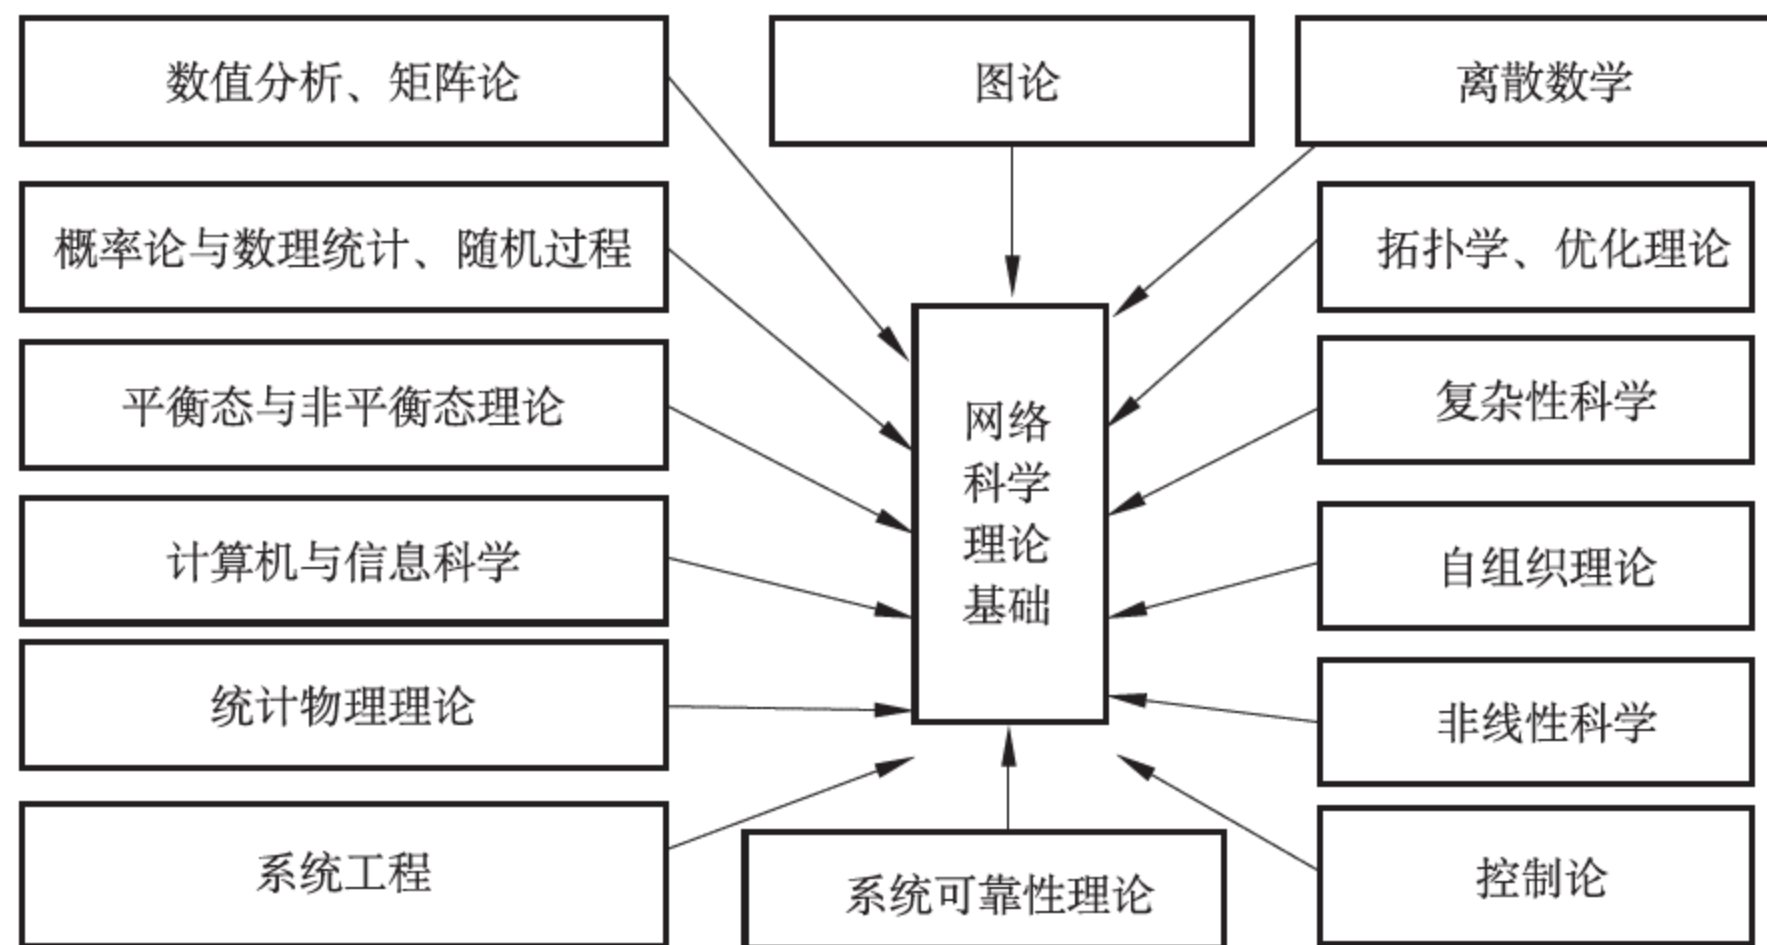 数值分析、矩阵论
图论
离散数学
概率论与数理统计、随机过程
拓扑学、优化理论
平衡态与非平衡态理论
复杂性科学
网络
科学
理论
基础
计算机与信息科学
自组织理论
统计物理理论
非线性科学
系统工程
系统可靠性理论
控制论